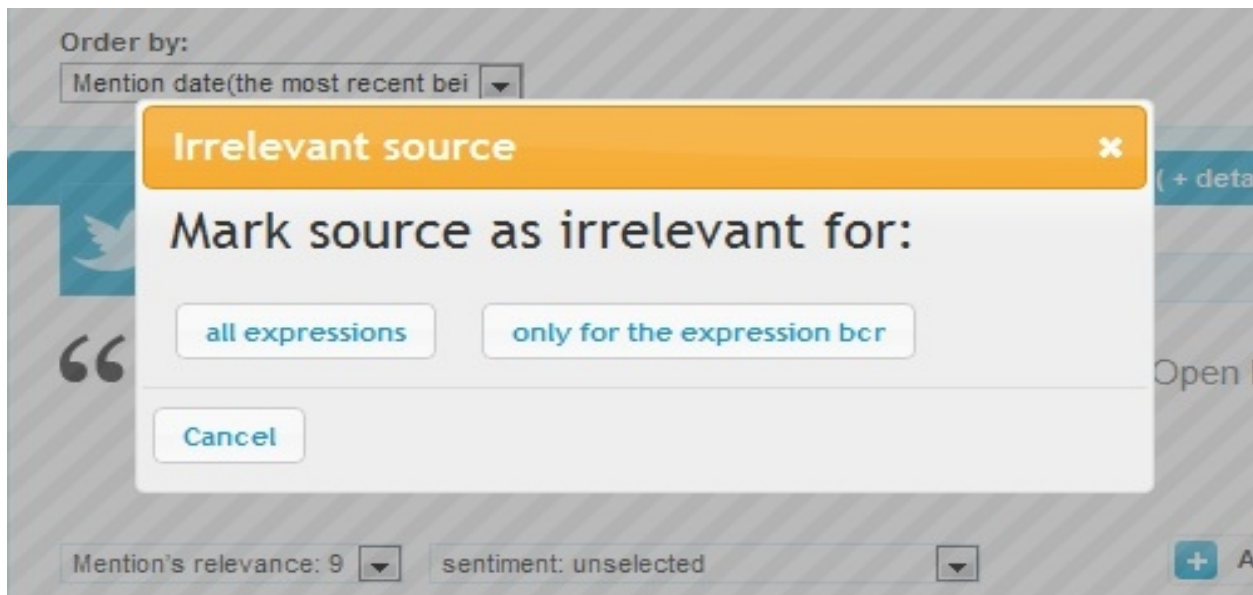 Order by:
Mention date(the most recent bei
Irrelevant source
( + deta
Mark source as irrelevant for:
all expressions only for the expression bcr
Open
Cancel
Mention's relevance: 9 sentiment: unselected
A